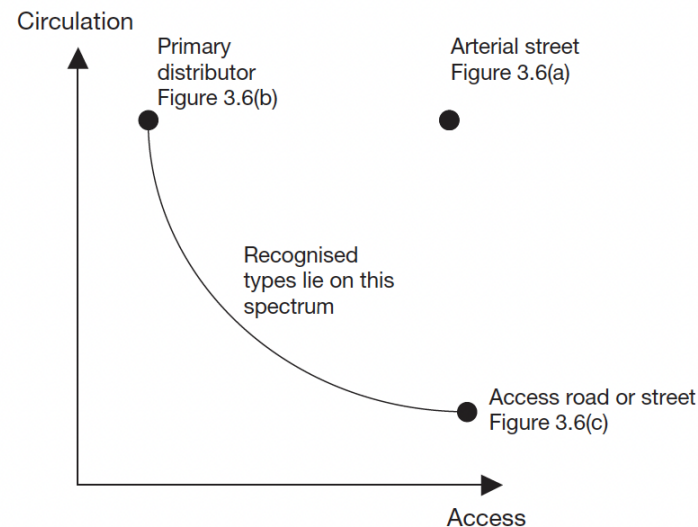 Circulation
Primary
distributor
Figure 3.6(b)
Arterial street
Figure 3.6(a)
Recognised
types lie on this
spectrum
Access road or street
Figure 3.6(c)
Access